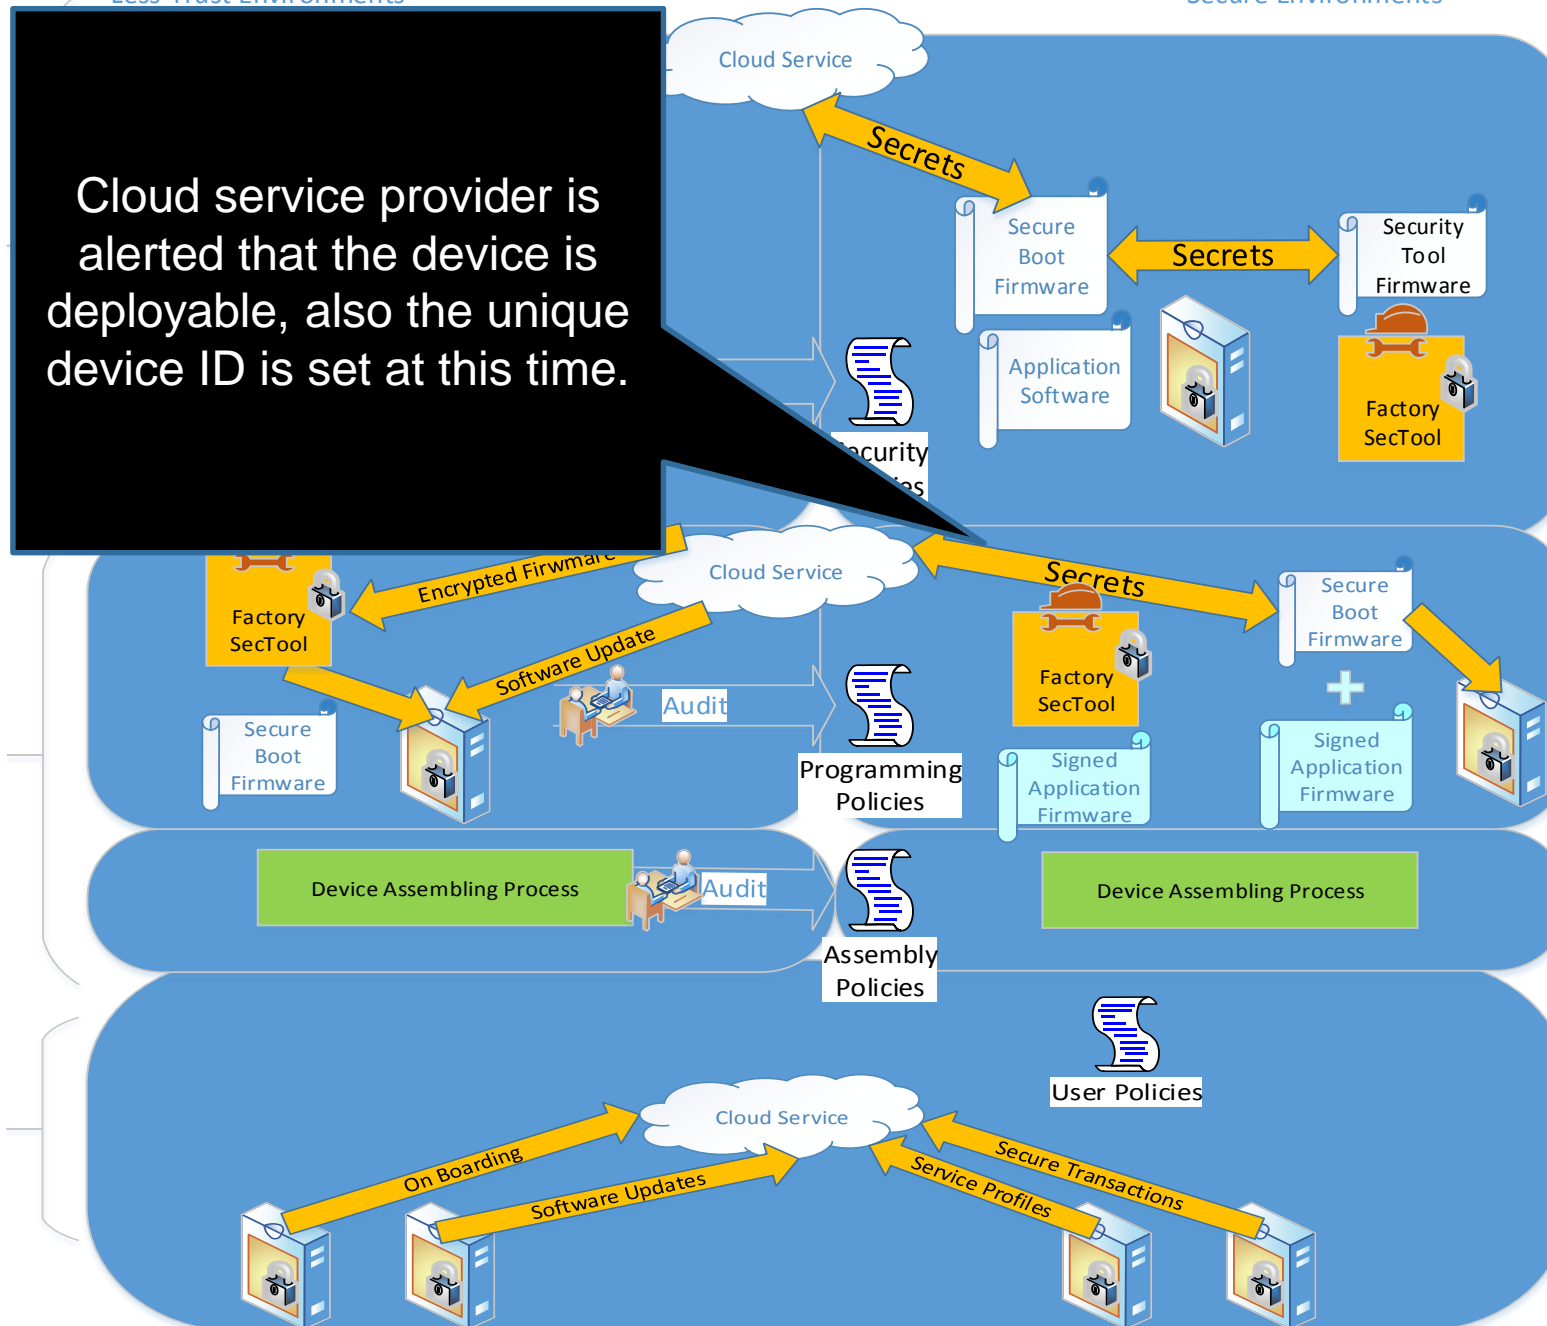 Cloud Service
Cloud service provider is
alerted that the device is
deployable, also the unique
device ID is set at this time.
Secrets
Secure
Boot
Firmware
Secrets
Security
Tool
Firmware
Application
Software
Factory
SecTool
Encrypted Firwmare
Cloud Service
Secrets
Secure
Boot
Firmware
Factory
SecTool
Software Update
Audit
Factory
SecTool
Secure
Boot
Firmware
Programming
Policies
Signed
Application
Firmware
Signed
Application
Firmware
Device Assembling Process
Audit
Device Assembling Process
Assembly
Policies
User Policies
Cloud Service
On Boarding
Software Updates
Service Profiles
Secure Transactions